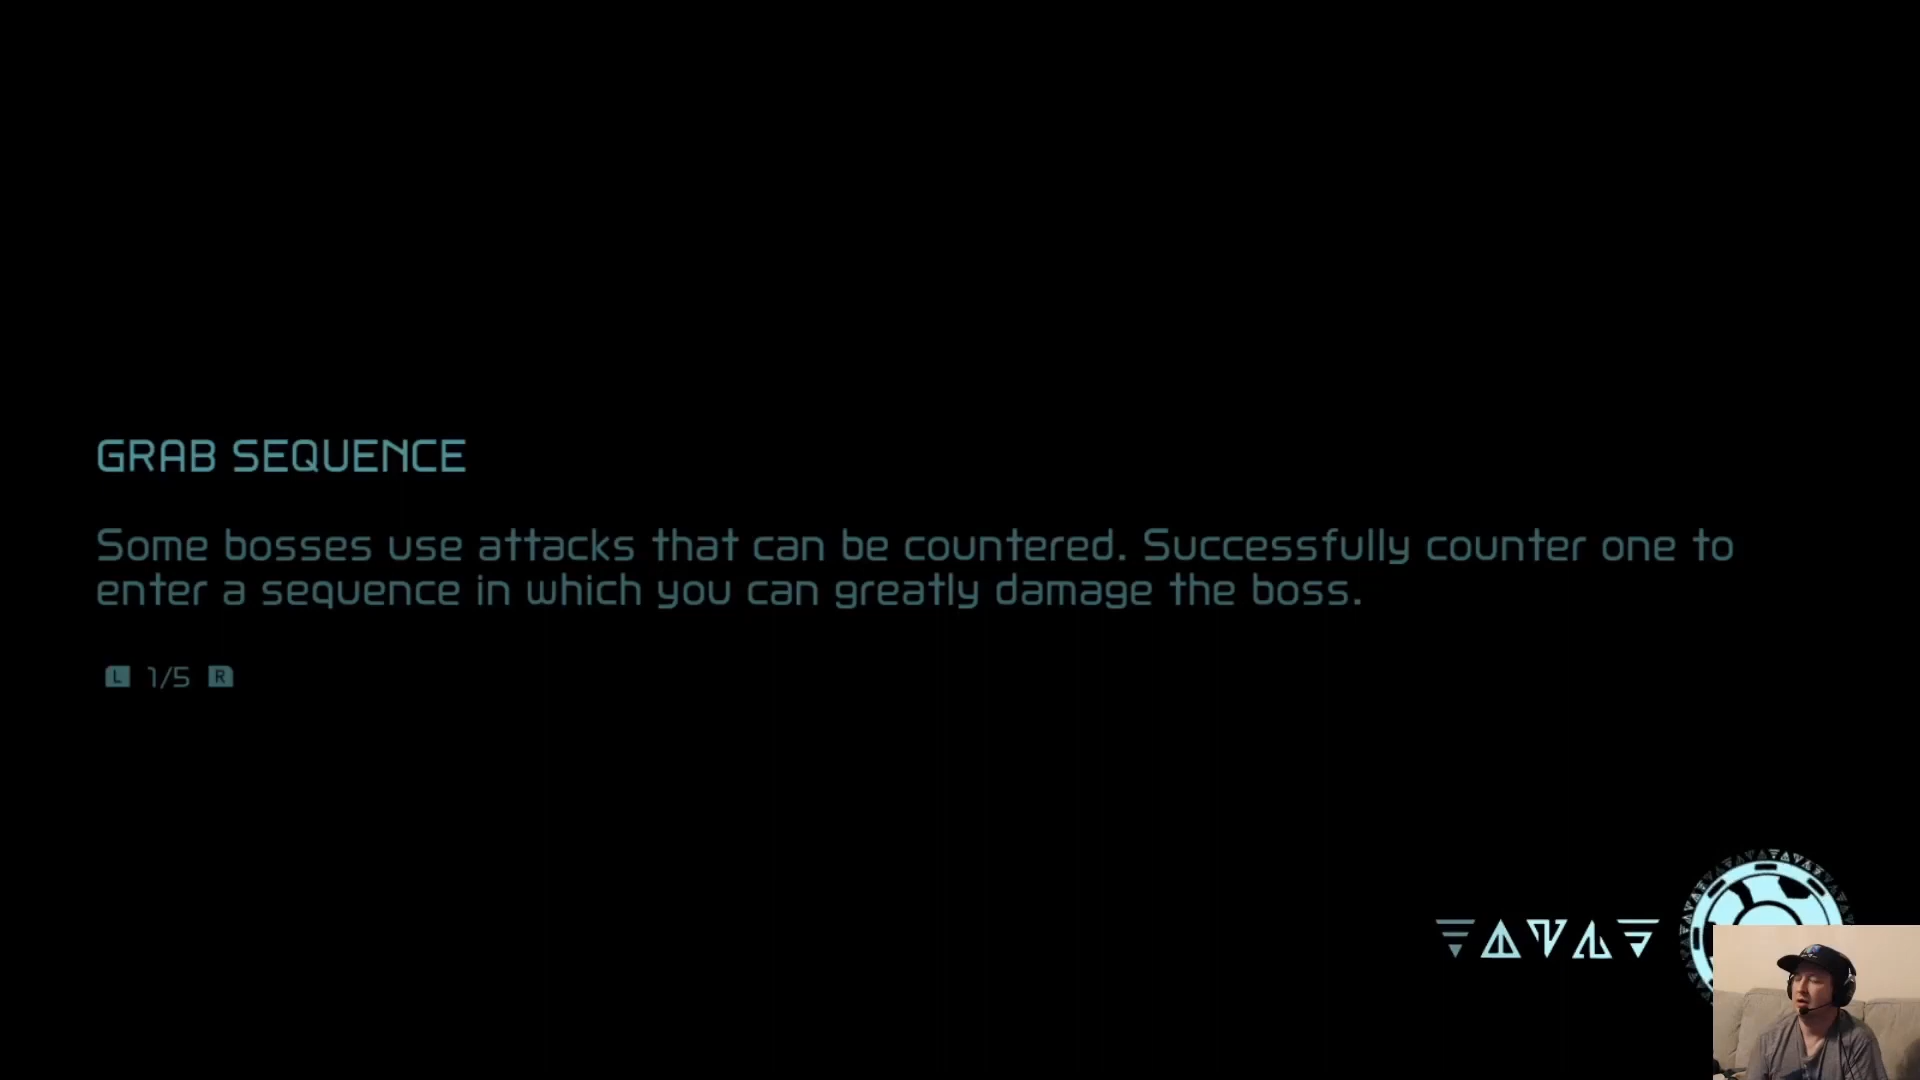 GRAB SEQUENCE
Some bosses use attacks that can be countered. Successfully counter one to
enter a sequence in which you can greatly damage the boss.
L 1/5 R